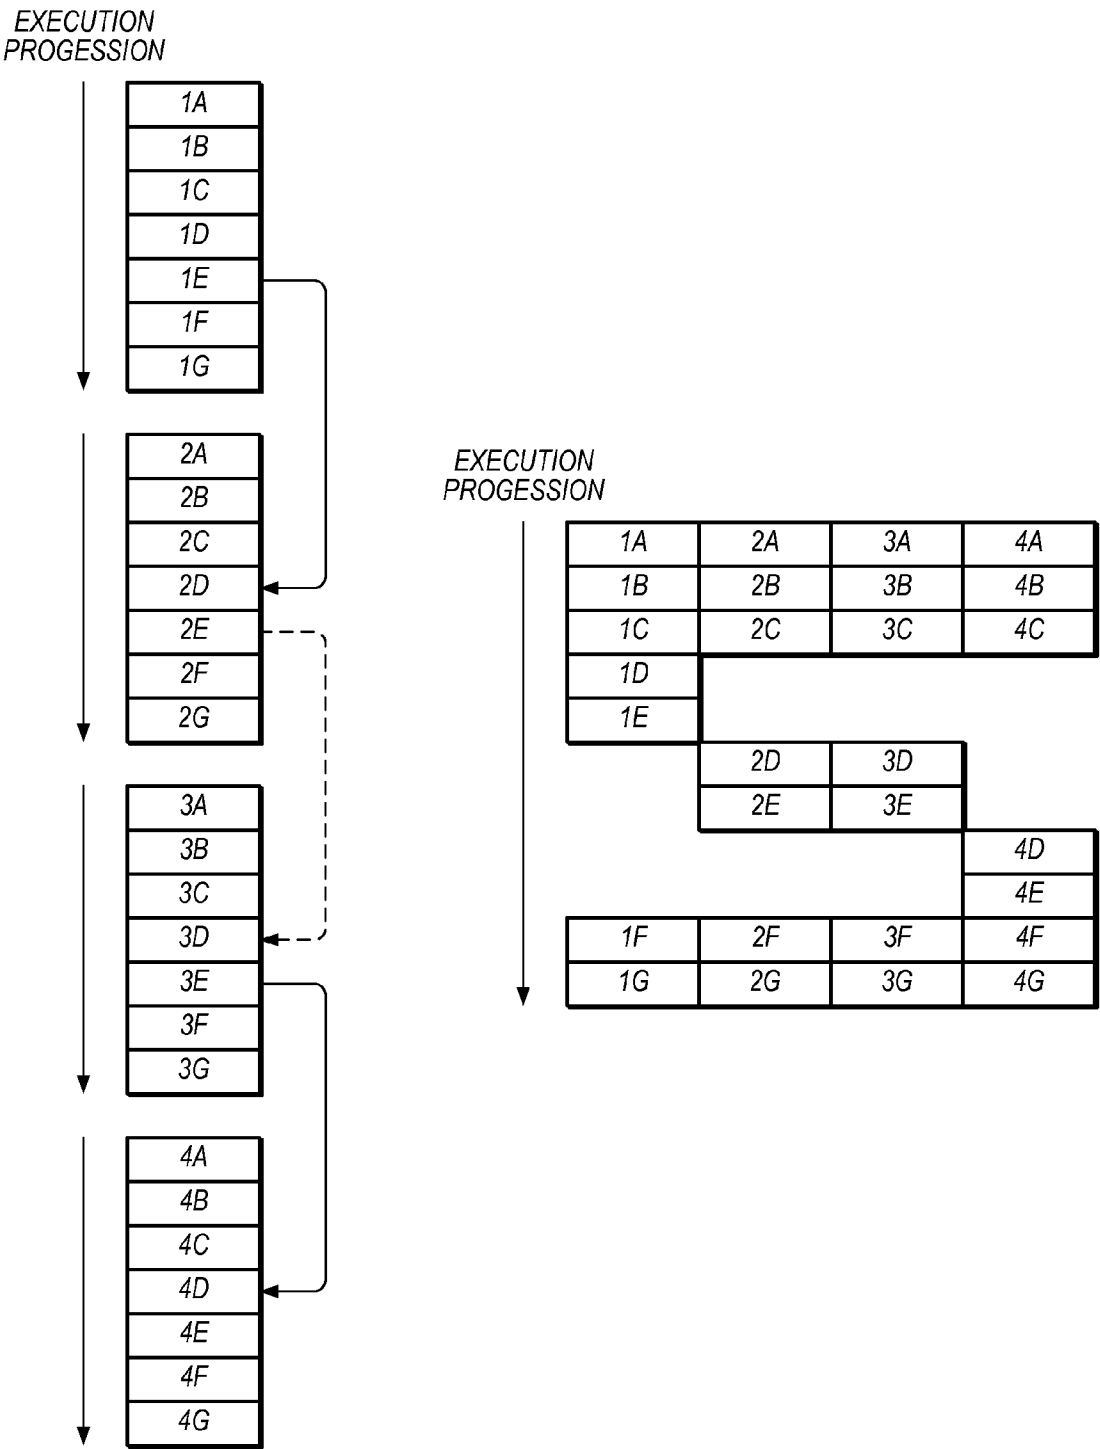 EXECUTION
PROGESSION
1A
1B
1C
1D
1E
1F
1G
2A
2B
2C
2D
2E
2F
2G
3A
3B
3C
3D
3E
3F
3G
4A
4B
4C
4D
4E
4F
4G
EXECUTION
PROGESSION
1A 2A 3A 4A
1B 2B 3B 4B
1C 2C 3C 4C
1D
1E
2D 3D
2E 3E
4D
4E
1F 2F 3F 4F
1G 2G 3G 4G